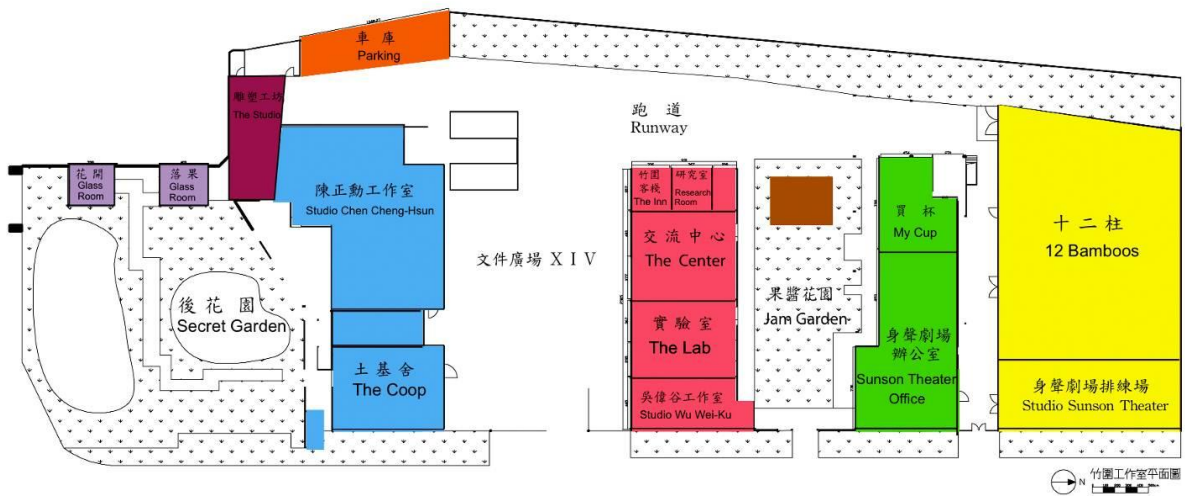 車庫
Parking
雕塑工坊
The Studio
花開
Glass
Room
落果
Glass
Room
陳正勳工作室
Studio Chen Cheng-Hsun
後花園
Secret Garden
土基舍
The Coop
文件廣場 XIV
跑道
Runway
竹圍
客棧
The Inn
研究室
Research
Room
交流中心
The Center
實驗室
The Lab
吳偉谷工作室
Studio Wu Wei-Ku
果醬花園
Jam Garden
買杯
My Cup
身聲劇場
辦公室
Sunson Theater
Office
十二柱
12 Bamboos
身聲劇場排練場
Studio Sunson Theater
N
竹圍工作室平面圖